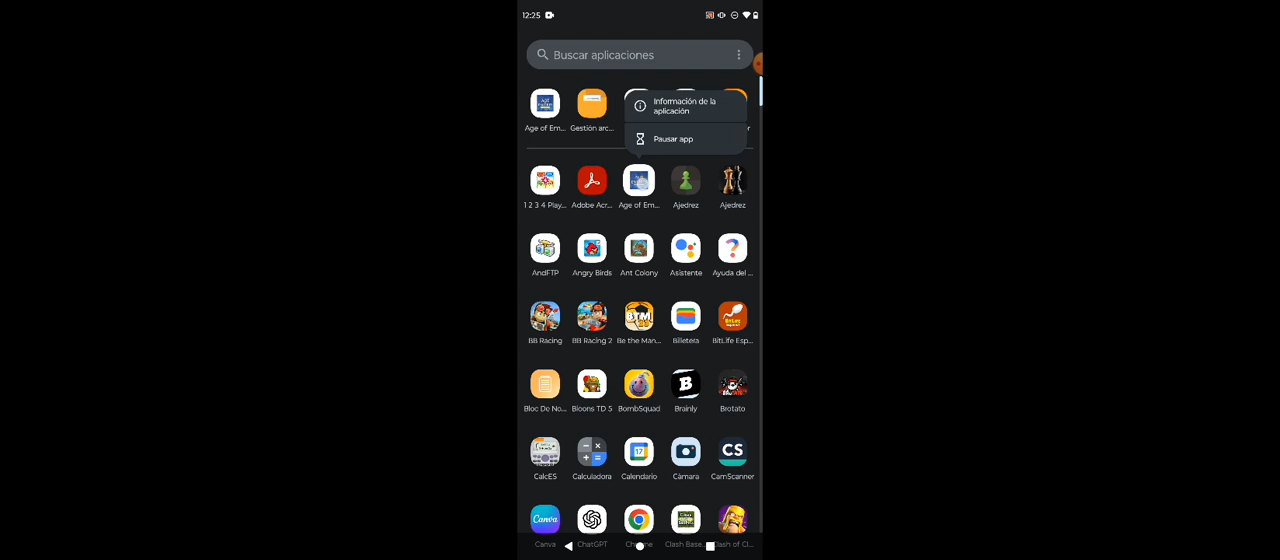 12:25
Buscar aplicaciones
Age of Em...
Gestión arc...
r
Información de la
aplicación
Pausar app
1 2 3 4 Play...
Adobe Acr...
Age of Em...
Ajedrez
Ajedrez
AndFTP
Angry Birds
Ant Colony
Asistente
Ayuda del ...
BB Racing
BB Racing 2
Be the Man...
Billetera
BitLife Esp...
Bloc De No...
Bloons TD 5
BombSquad
Brainly
Brotato
CalcES
Calculadora
Calendario
Cámara
CamScanner
Canva
ChatGPT
Chrome
Clash Base...
Clash of Cl...